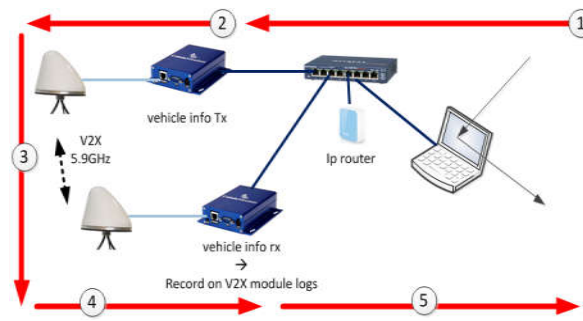 2
1
vehicle info Tx
V2X
5.9GHz
3
Ip router
vehicle info rx
→
Record on V2X module logs
4
5